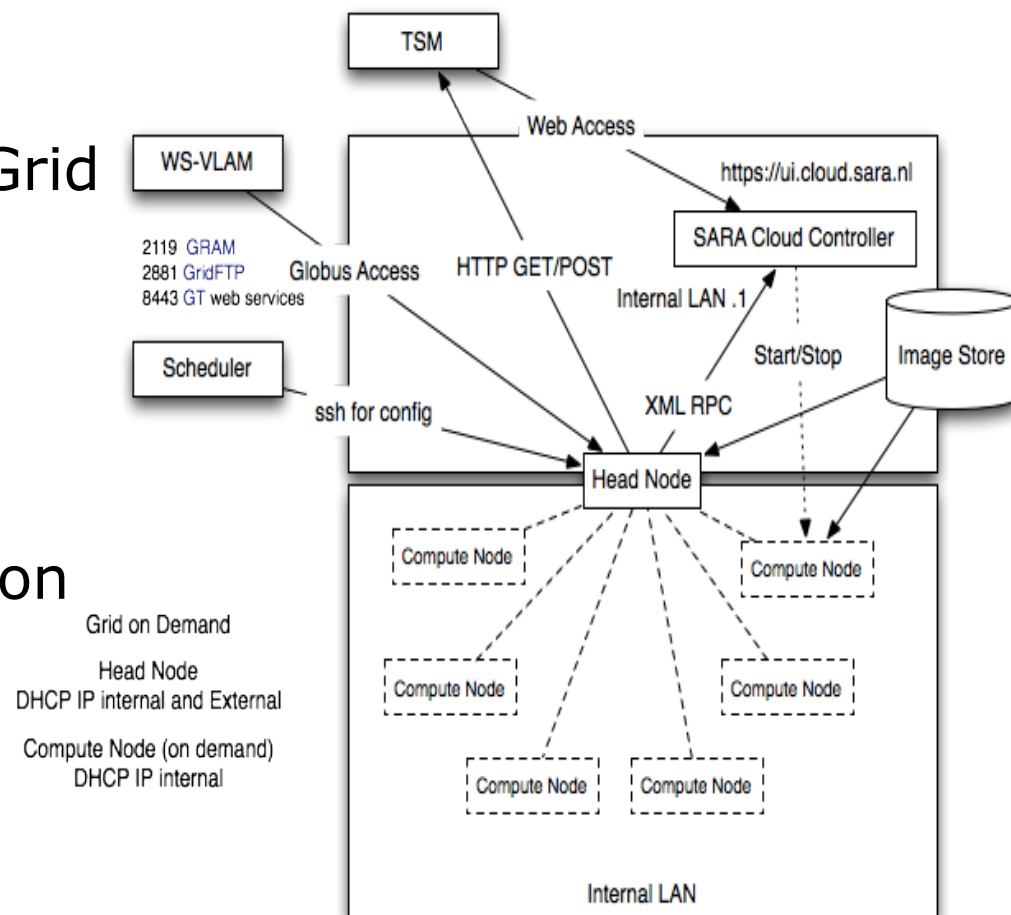 TSM
Web Access
Grid
WS-VLAM
https://ui.cloud.sara.nl
SARA Cloud Controller
2119 GRAM
2881 GridFTP
8443 GT web services
Globus Access
HTTP GET/POST
Internal LAN .1
Start/Stop
Image Store
Scheduler
ssh for config
XML RPC
Head Node
Compute Node
Compute Node
on
Grid on Demand
Head Node
DHCP IP internal and External
Compute Node
Compute Node
Compute Node (on demand)
DHCP IP internal
Compute Node
Compute Node
Internal LAN